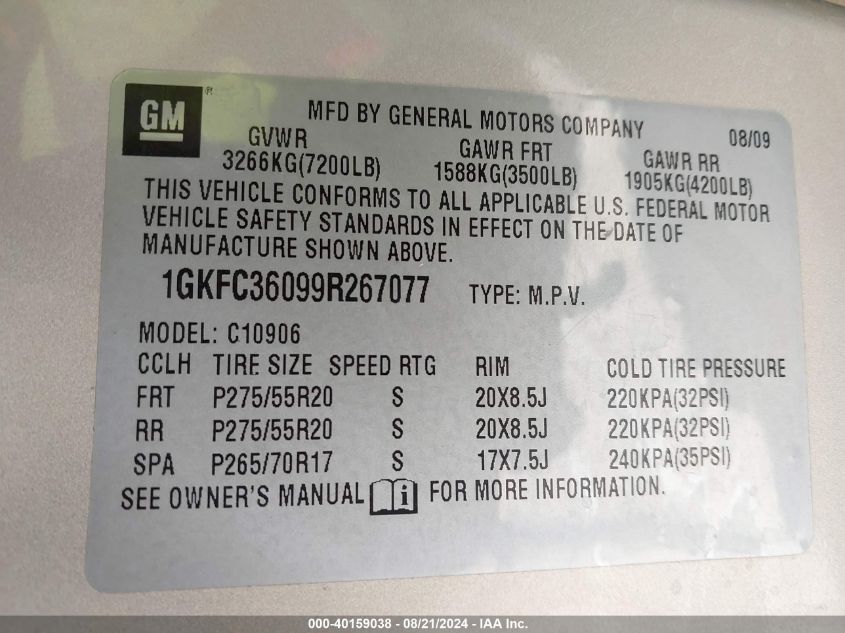 GM®
MFD BY GENERAL MOTORS COMPANY 08/09
GVWR GAWR FRT GAWR RR
3266KG(7200LB) 1588KG(3500LB) 1905KG(4200LB)
THIS VEHICLE CONFORMS TO ALL APPLICABLE U.S. FEDERAL MOTOR
VEHICLE SAFETY STANDARDS IN EFFECT ON THE DATE OF
MANUFACTURE SHOWN ABOVE.
1GKFC36099R267077 TYPE: M.P.V.
MODEL: C10906
CCLH TIRE SIZE SPEED RTG RIM COLD TIRE PRESSURE
FRT P275/55R20 S 20X8.5J 220KPA(32PSI)
RR P275/55R20 S 20X8.5J 220KPA(32PSI)
SPA P265/70R17 S 17X7.5J 240KPA(35PSI)
SEE OWNER'S MANUAL i FOR MORE INFORMATION.
000-40159038 - 08/21/2024 - IAA Inc.